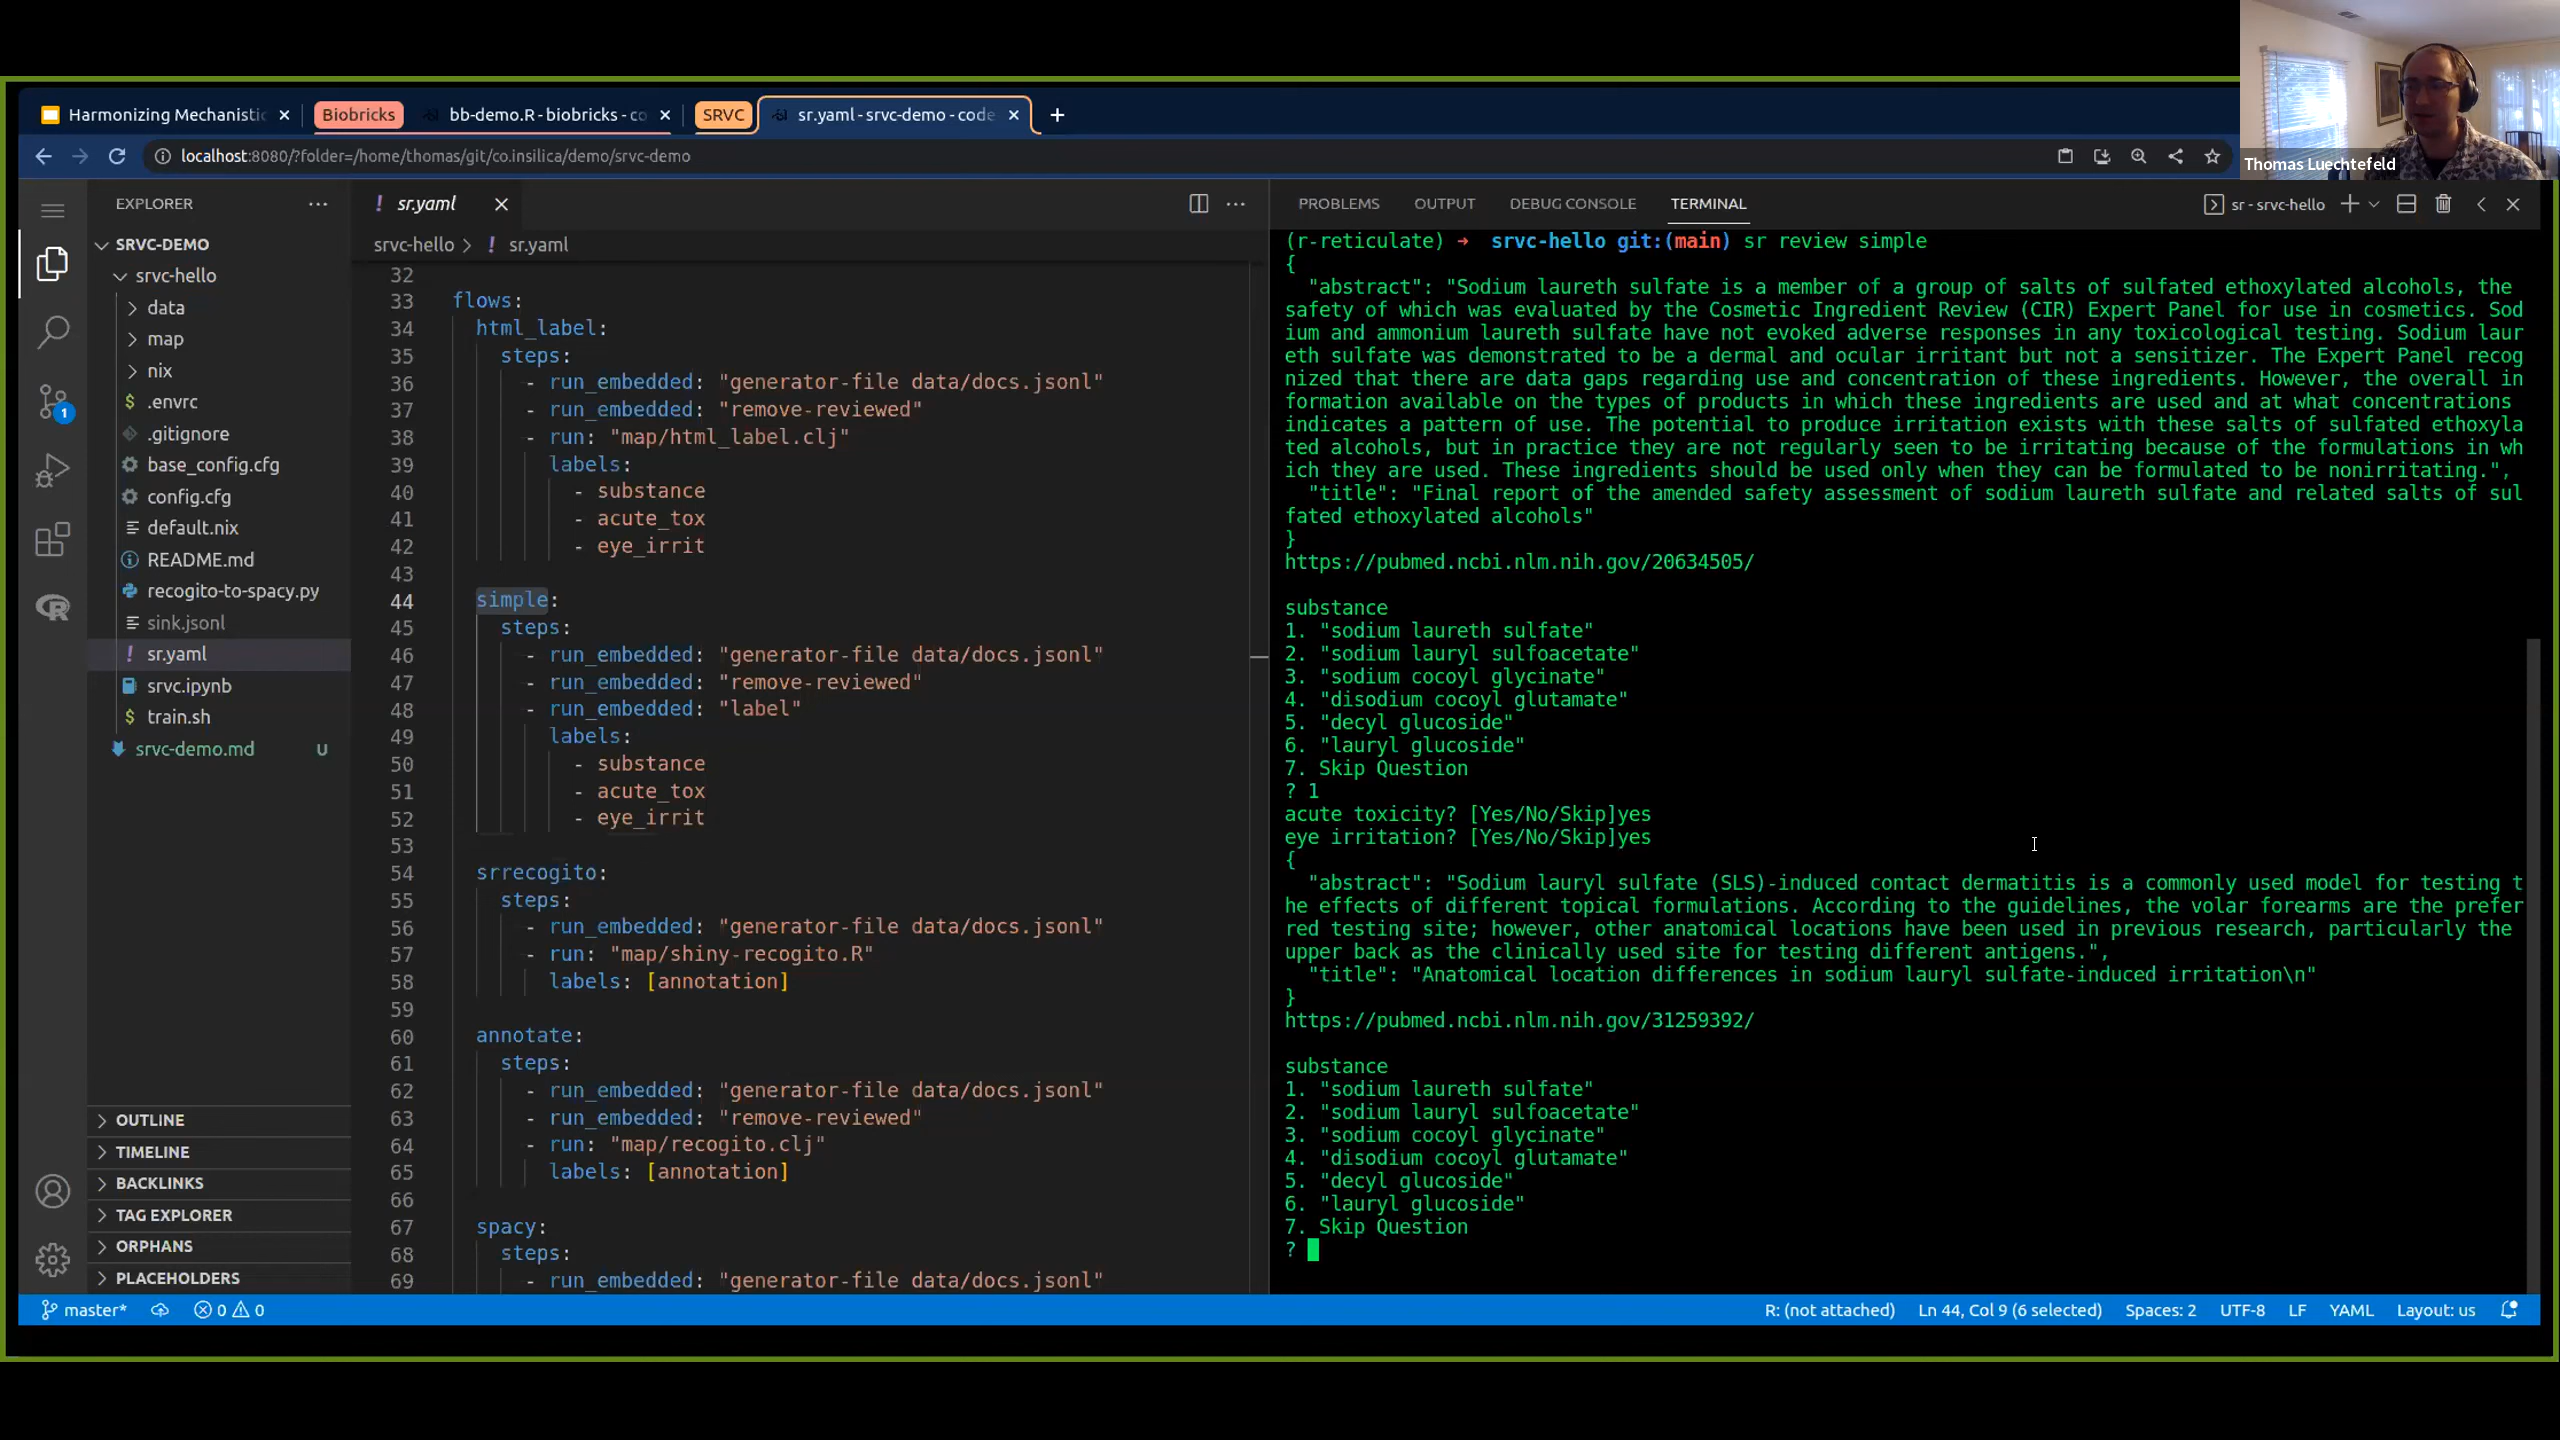 Harmonizing Mechanistic
Biobricks
bb-demo.R - biobricks - co
SRVC
sr.yaml - srvc-demo - code
localhost:8080/?folder=/home/thomas/git/co.insilica/demo/srvc-demo
Thomas Luechtefeld
EXPLORER
SRVC-DEMO
srvc-hello
data
map
nix
.envrc
.gitignore
base_config.cfg
config.cfg
default.nix
README.md
recogito-to-spacy.py
sink.jsonl
sr.yaml
srvc.ipynb
train.sh
srvc-demo.md U
OUTLINE
TIMELINE
BACKLINKS
TAG EXPLORER
ORPHANS
PLACEHOLDERS
1
! sr.yaml
srvc-hello > ! sr.yaml
32
33 flows:
34 html_label:
35 steps:
36 - run_embedded: "generator-file data/docs.jsonl"
37 - run_embedded: "remove-reviewed"
38 - run: "map/html_label.clj"
39 labels:
40 - substance
41 - acute_tox
42 - eye_irrit
43
44 simple:
45 steps:
46 - run_embedded: "generator-file data/docs.jsonl"
47 - run_embedded: "remove-reviewed"
48 - run_embedded: "label"
49 labels:
50 - substance
51 - acute_tox
52 - eye_irrit
53
54 srrecogito:
55 steps:
56 - run_embedded: "generator-file data/docs.jsonl"
57 - run: "map/shiny-recogito.R"
58 labels: [annotation]
59
60 annotate:
61 steps:
62 - run_embedded: "generator-file data/docs.jsonl"
63 - run_embedded: "remove-reviewed"
64 - run: "map/recogito.clj"
65 labels: [annotation]
66
67 spacy:
68 steps:
69 - run_embedded: "generator-file data/docs.jsonl"
PROBLEMS OUTPUT DEBUG CONSOLE TERMINAL
sr - srvc-hello
(r-reticulate) → srvc-hello git:(main) sr review simple
{
"abstract": "Sodium laureth sulfate is a member of a group of salts of sulfated ethoxylated alcohols, the
safety of which was evaluated by the Cosmetic Ingredient Review (CIR) Expert Panel for use in cosmetics. Sod
ium and ammonium laureth sulfate have not evoked adverse responses in any toxicological testing. Sodium laur
eth sulfate was demonstrated to be a dermal and ocular irritant but not a sensitizer. The Expert Panel recog
nized that there are data gaps regarding use and concentration of these ingredients. However, the overall in
formation available on the types of products in which these ingredients are used and at what concentrations
indicates a pattern of use. The potential to produce irritation exists with these salts of sulfated ethoxyla
ted alcohols, but in practice they are not regularly seen to be irritating because of the formulations in wh
ich they are used. These ingredients should be used only when they can be formulated to be nonirritating.",
"title": "Final report of the amended safety assessment of sodium laureth sulfate and related salts of sul
fated ethoxylated alcohols"
}
https://pubmed.ncbi.nlm.nih.gov/20634505/
substance
1. "sodium laureth sulfate"
2. "sodium lauryl sulfoacetate"
3. "sodium cocoyl glycinate"
4. "disodium cocoyl glutamate"
5. "decyl glucoside"
6. "lauryl glucoside"
7. Skip Question
? 1
acute toxicity? [Yes/No/Skip]yes
eye irritation? [Yes/No/Skip]yes
{
"abstract": "Sodium lauryl sulfate (SLS)-induced contact dermatitis is a commonly used model for testing t
he effects of different topical formulations. According to the guidelines, the volar forearms are the prefer
red testing site; however, other anatomical locations have been used in previous research, particularly the
upper back as the clinically used site for testing different antigens.",
"title": "Anatomical location differences in sodium lauryl sulfate-induced irritation\n"
}
https://pubmed.ncbi.nlm.nih.gov/31259392/
substance
1. "sodium laureth sulfate"
2. "sodium lauryl sulfoacetate"
3. "sodium cocoyl glycinate"
4. "disodium cocoyl glutamate"
5. "decyl glucoside"
6. "lauryl glucoside"
7. Skip Question
?
master* 0 0 R: (not attached) Ln 44, Col 9 (6 selected) Spaces: 2 UTF-8 LF YAML Layout: us